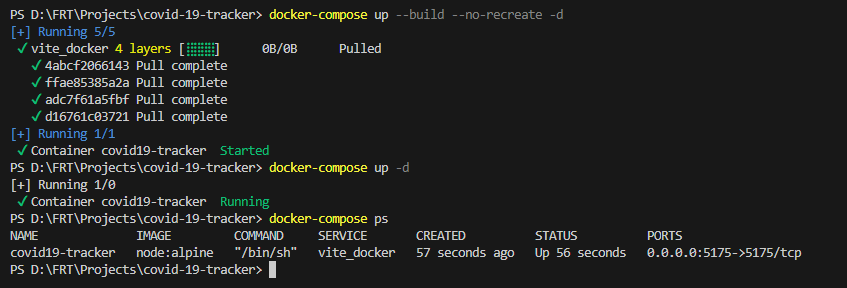 PS D:\FRT\Projects\covid-19-tracker> docker-compose up --build --no-recreate -d
[+] Running 5/5
✓ vite_docker 4 layers [⣿⣿⣿⣿] 0B/0B Pulled
✓ 4abcf2066143 Pull complete
✓ ffae85385a2a Pull complete
✓ adc7f61a5fbf Pull complete
✓ d16761c03721 Pull complete
[+] Running 1/1
✓ Container covid19-tracker Started
PS D:\FRT\Projects\covid-19-tracker> docker-compose up -d
[+] Running 1/0
✓ Container covid19-tracker Running
PS D:\FRT\Projects\covid-19-tracker> docker-compose ps
NAME IMAGE COMMAND SERVICE CREATED STATUS PORTS
covid19-tracker node:alpine "/bin/sh" vite_docker 57 seconds ago Up 56 seconds 0.0.0.0:5175->5175/tcp
PS D:\FRT\Projects\covid-19-tracker>